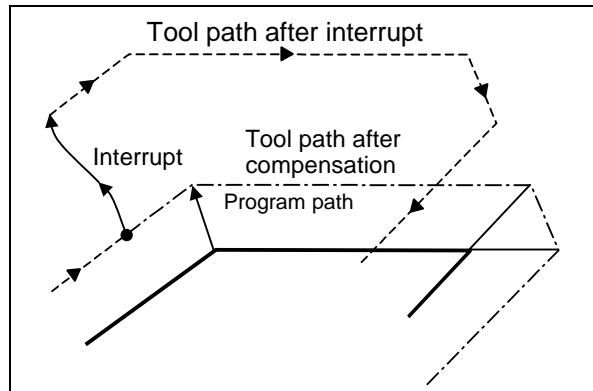 Tool path after interrupt
Interrupt
Tool path after
compensation
Program path